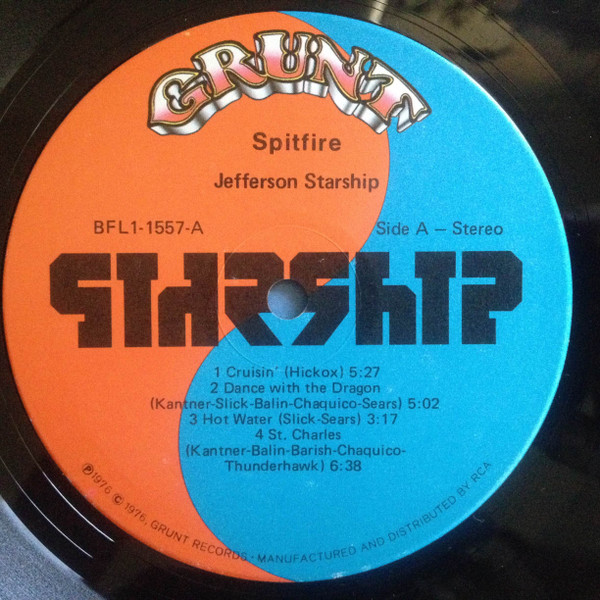 GRUNT
Spitfire
Jefferson Starship
BFL1-1557-A Side A – Stereo
STARSHIP
1 Cruisin' (Hickox) 5:27
2 Dance with the Dragon
(Kantner-Slick-Balin-Chaquico-Sears) 5:02
3 Hot Water (Slick-Sears) 3:17
4 St. Charles
(Kantner-Balin-Barish-Chaquico-
Thunderhawk) 6:38
℗1976 ©1976, GRUNT RECORDS • MANUFACTURED AND DISTRIBUTED BY RCA